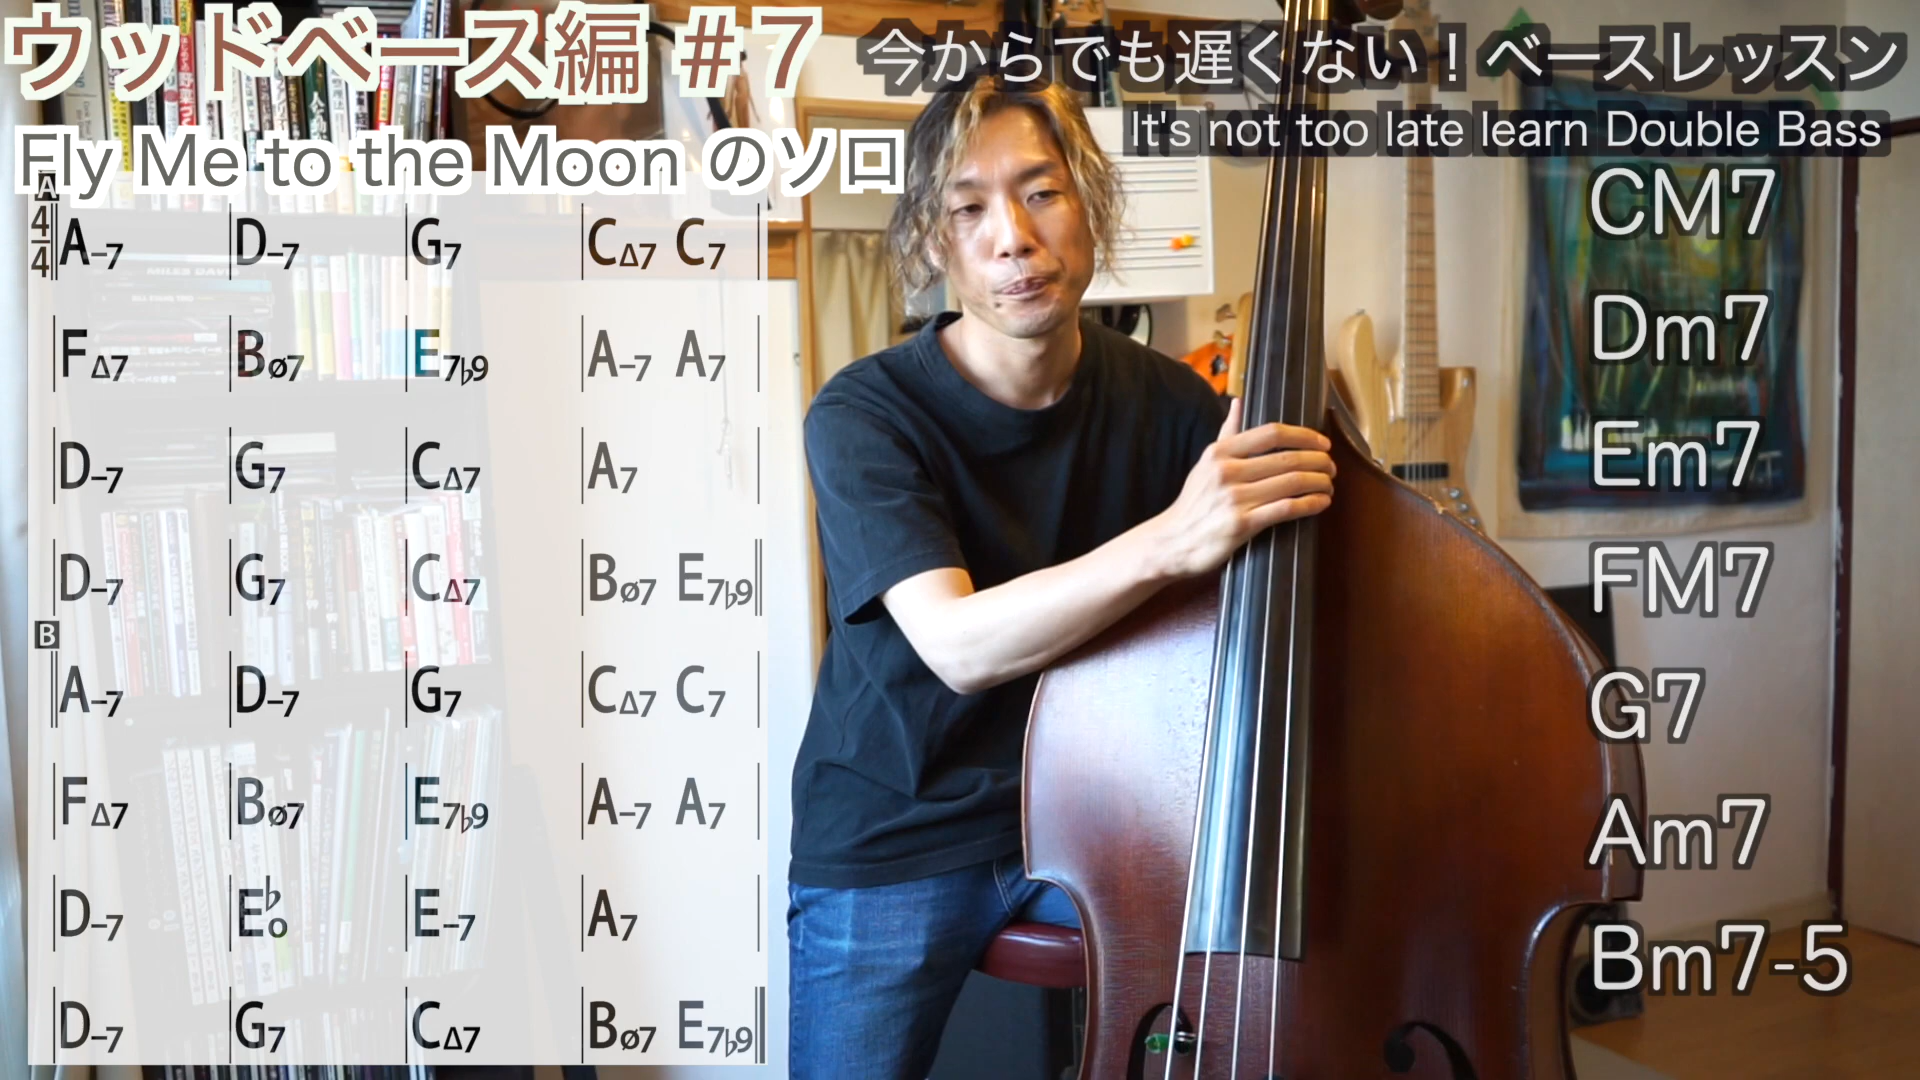 ウッドベース編 #7
今からでも遅くない！ベースレッスン
It's not too late learn Double Bass
Fly Me to the Moon のソロ
A
4/4 A–7 D–7 G7 CΔ7 C7
FΔ7 Bø7 E7♭9 A–7 A7
D–7 G7 CΔ7 A7
D–7 G7 CΔ7 Bø7 E7♭9
B
A–7 D–7 G7 CΔ7 C7
FΔ7 Bø7 E7♭9 A–7 A7
D–7 E♭o E–7 A7
D–7 G7 CΔ7 Bø7 E7♭9
CM7
Dm7
Em7
FM7
G7
Am7
Bm7-5
MILES DAVIS